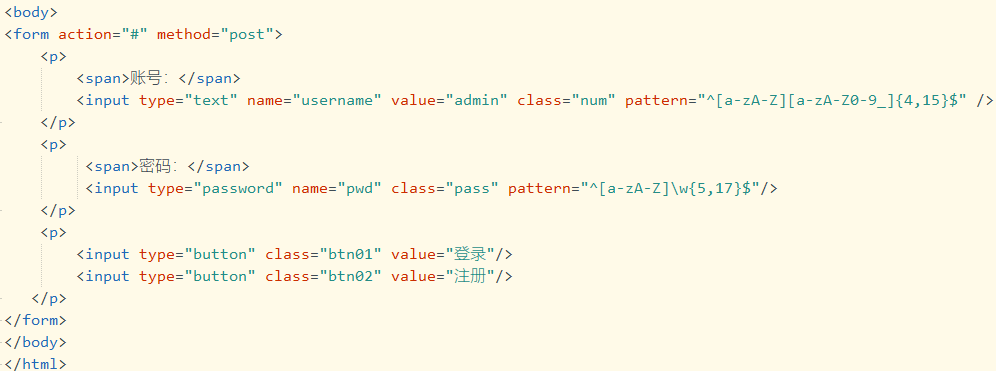 <body>
<form action="#" method="post">
    <p>
        <span>账号：</span>
        <input type="text" name="username" value="admin" class="num" pattern="^[a-zA-Z][a-zA-Z0-9_]{4,15}$" />
    </p>
    <p>
         <span>密码：</span>
         <input type="password" name="pwd" class="pass" pattern="^[a-zA-Z]\w{5,17}$"/>
    </p>
    <p>
        <input type="button" class="btn01" value="登录"/>
        <input type="button" class="btn02" value="注册"/>
   </p>
</form>
</body>
</html>